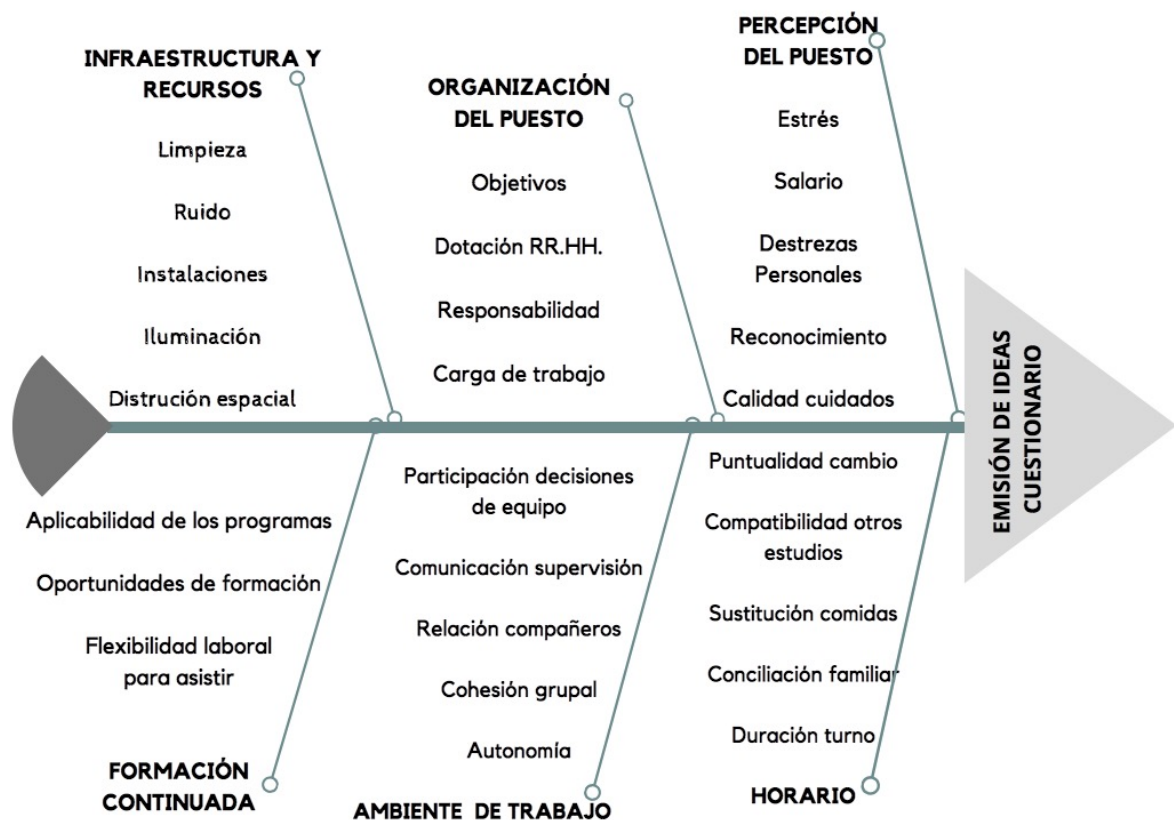 INFRAESTRUCTURA Y
RECURSOS
Limpieza
Ruido
Instalaciones
Iluminación
Distrución espacial
ORGANIZACIÓN
DEL PUESTO
Objetivos
Dotación RR.HH.
Responsabilidad
Carga de trabajo
PERCEPCIÓN
DEL PUESTO
Estrés
Salario
Destrezas
Personales
Reconocimiento
Calidad cuidados
Aplicabilidad de los programas
Oportunidades de formación
Flexibilidad laboral
para asistir
FORMACIÓN
CONTINUADA
Participación decisiones
de equipo
Comunicación supervisión
Relación compañeros
Cohesión grupal
Autonomía
AMBIENTE DE TRABAJO
Puntualidad cambio
Compatibilidad otros
estudios
Sustitución comidas
Conciliación familiar
Duración turno
HORARIO
EMISIÓN DE IDEAS
CUESTIONARIO